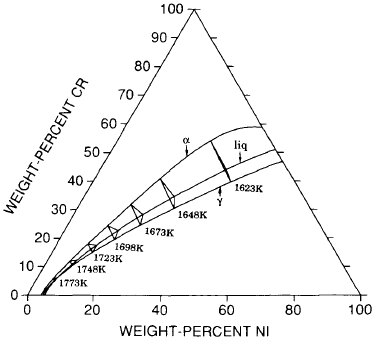 100
90
80
70
60
50
40
30
20
10
0
WEIGHT-PERCENT CR
α
liq
γ
1623K
1648K
1673K
1698K
1723K
1748K
1773K
0
20
40
60
80
100
WEIGHT-PERCENT NI